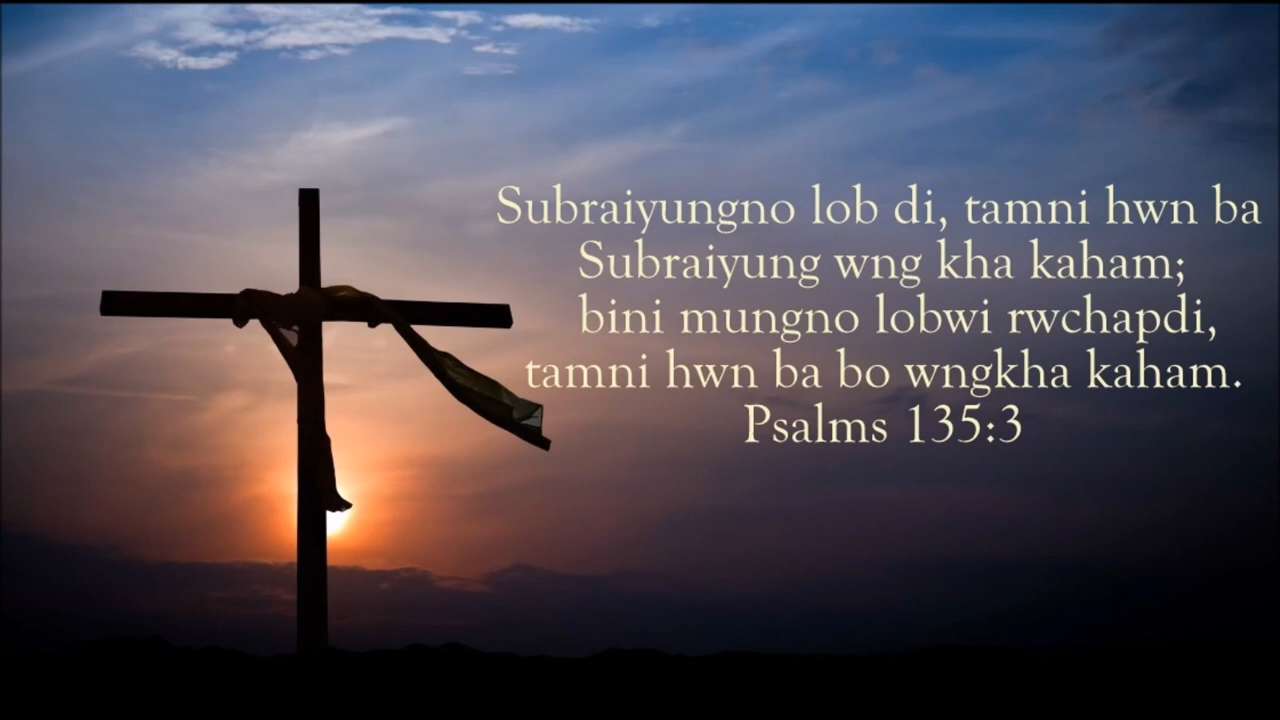 Subraiyungno lob di, tamni hwn ba
Subraiyung wng kha kaham;
bini mungno lobwi rwchapdi,
tamni hwn ba bo wngkha kaham.
Psalms 135:3